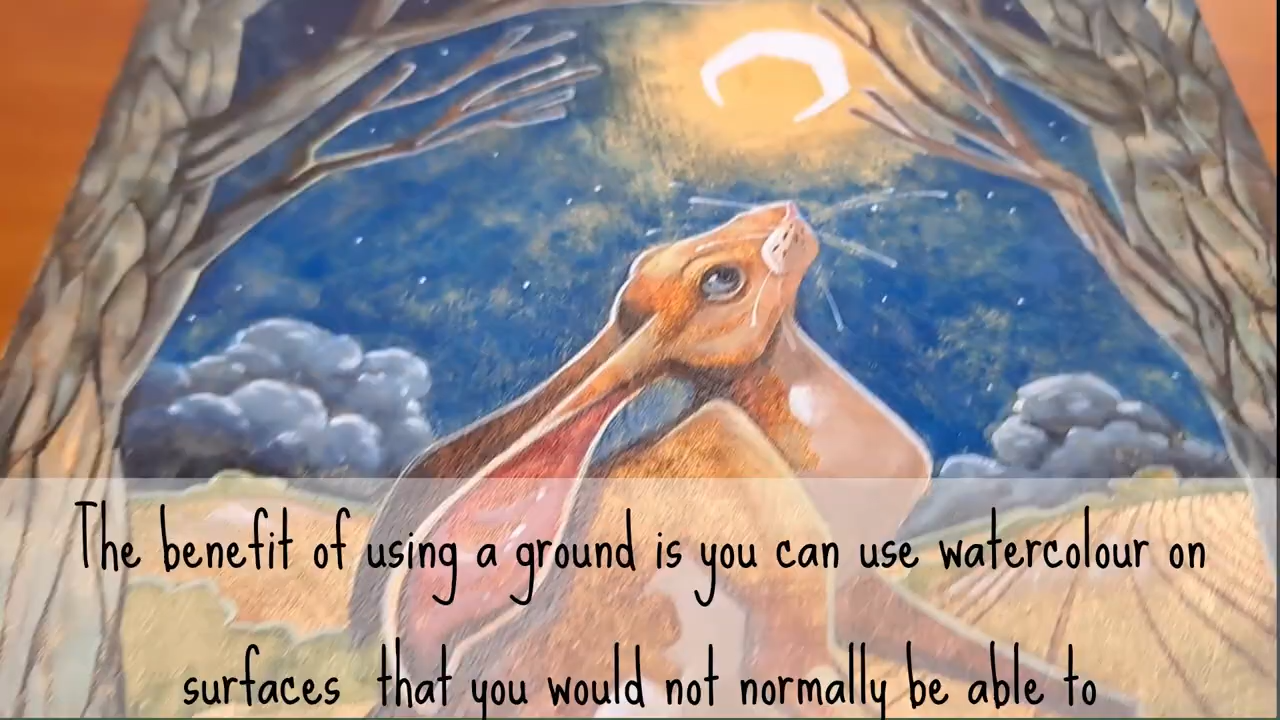 The benefit of using a ground is you can use watercolour on
surfaces that you would not normally be able to